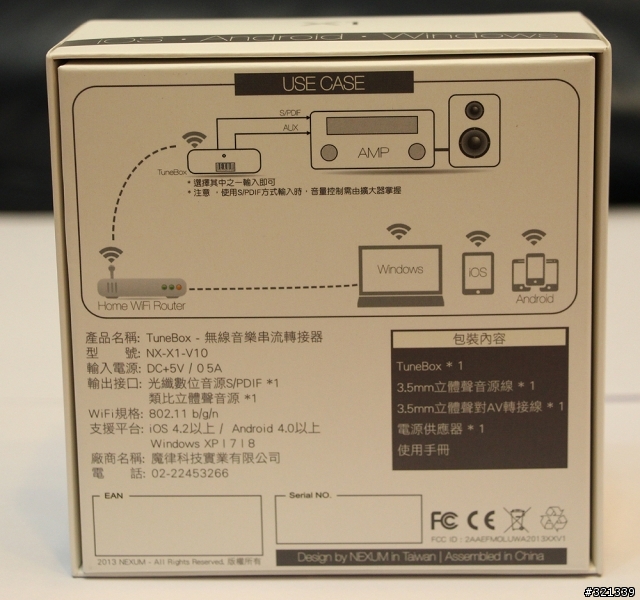 iOS · Android · Windows
USE CASE
S/PDIF
AUX
AMP
TuneBox
* 選擇其中之一輸入即可
* 注意，使用S/PDIF方式輸入時，音量控制需由擴大器掌握
Windows
iOS
Android
Home WiFi Router
產品名稱: TuneBox - 無線音樂串流轉接器
型 號: NX-X1-V10
輸入電源: DC+5V / 0.5A
輸出接口: 光纖數位音源S/PDIF *1
類比立體聲音源 *1
WiFi規格: 802.11 b/g/n
支援平台: iOS 4.2以上 / Android 4.0以上
Windows XP | 7 | 8
廠商名稱: 魔律科技實業有限公司
電 話: 02-22453266
包裝內容
TuneBox * 1
3.5mm立體聲音源線 * 1
3.5mm立體聲對AV轉接線 * 1
電源供應器 * 1
使用手冊
EAN
Serial NO.
FC CE
FCC ID : 2AAEFMOLUWA2013XXV1
2013 NEXUM - All Rights Reserved. 版權所有
Design by NEXUM in Taiwan | Assembled in China
#321339